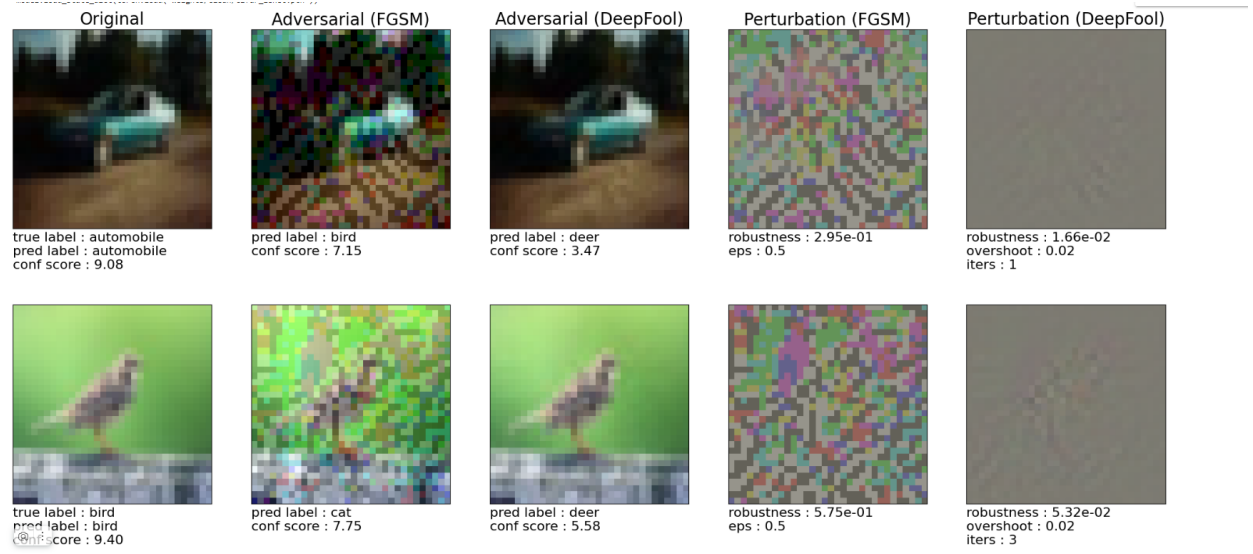 Original Adversarial (FGSM) Adversarial (DeepFool) Perturbation (FGSM) Perturbation (DeepFool)
true label : automobile
pred label : automobile
conf score : 9.08
pred label : bird
conf score : 7.15
pred label : deer
conf score : 3.47
robustness : 2.95e-01
eps : 0.5
robustness : 1.66e-02
overshoot : 0.02
iters : 1
true label : bird
pred label : bird
conf score : 9.40
pred label : cat
conf score : 7.75
pred label : deer
conf score : 5.58
robustness : 5.75e-01
eps : 0.5
robustness : 5.32e-02
overshoot : 0.02
iters : 3